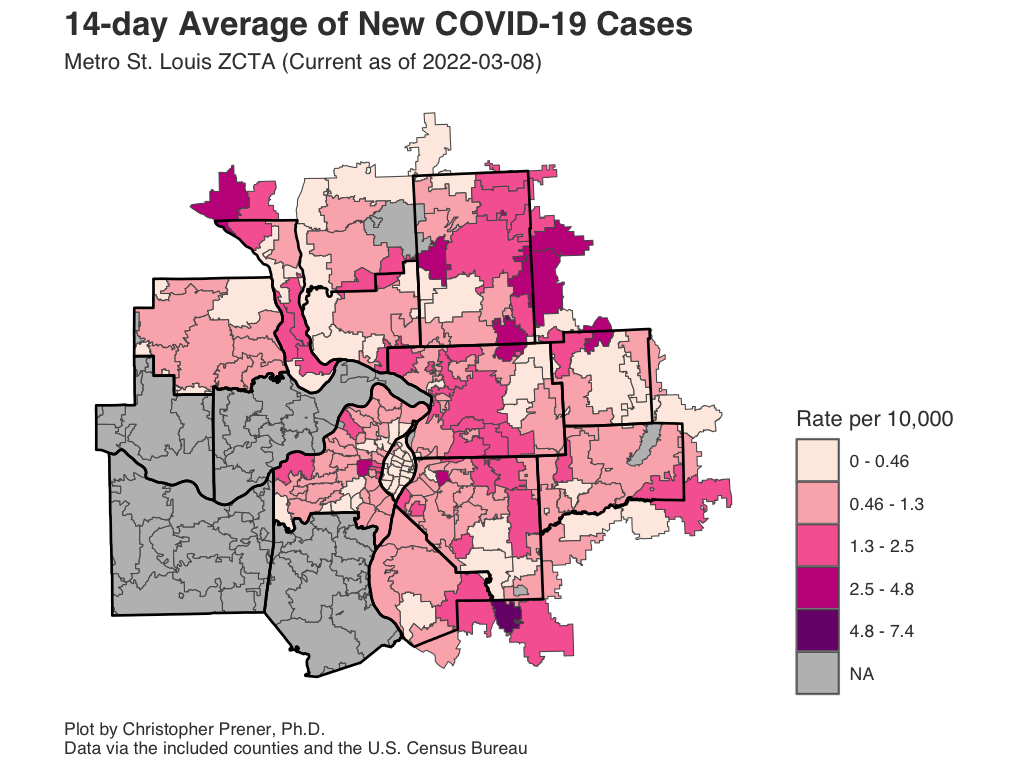 14-day Average of New COVID-19 Cases
Metro St. Louis ZCTA (Current as of 2022-03-08)
Rate per 10,000
0 - 0.46
0.46 - 1.3
1.3 - 2.5
2.5 - 4.8
4.8 - 7.4
NA
Plot by Christopher Prener, Ph.D.
Data via the included counties and the U.S. Census Bureau